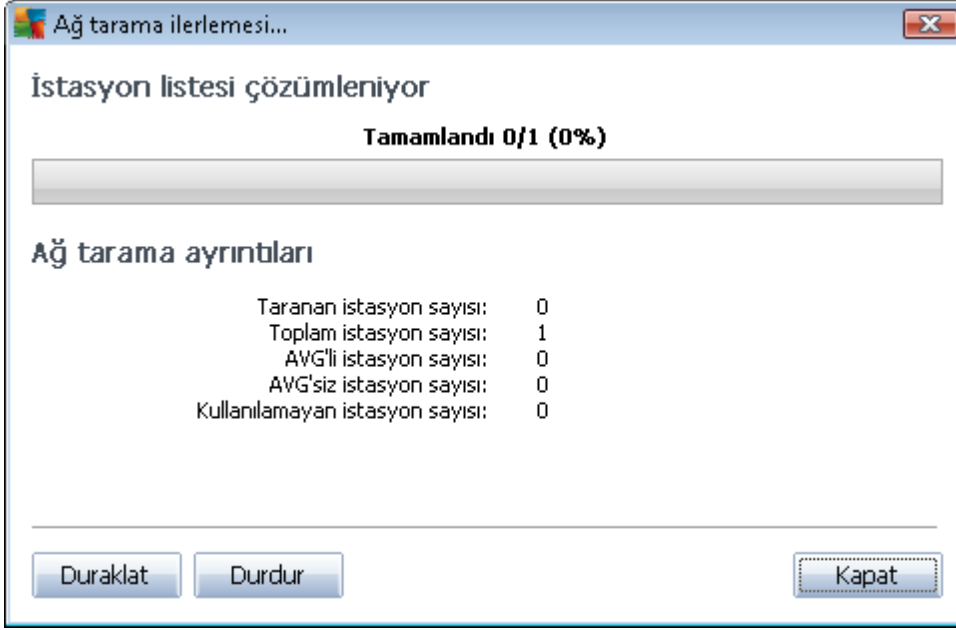 Ağ tarama ilerlemesi...
İstasyon listesi çözümleniyor
Tamamlandı 0/1 (0%)
Ağ tarama ayrıntıları
Taranan istasyon sayısı: 0
Toplam istasyon sayısı: 1
AVG'li istasyon sayısı: 0
AVG'siz istasyon sayısı: 0
Kullanılamayan istasyon sayısı: 0
Duraklat Durdur Kapat